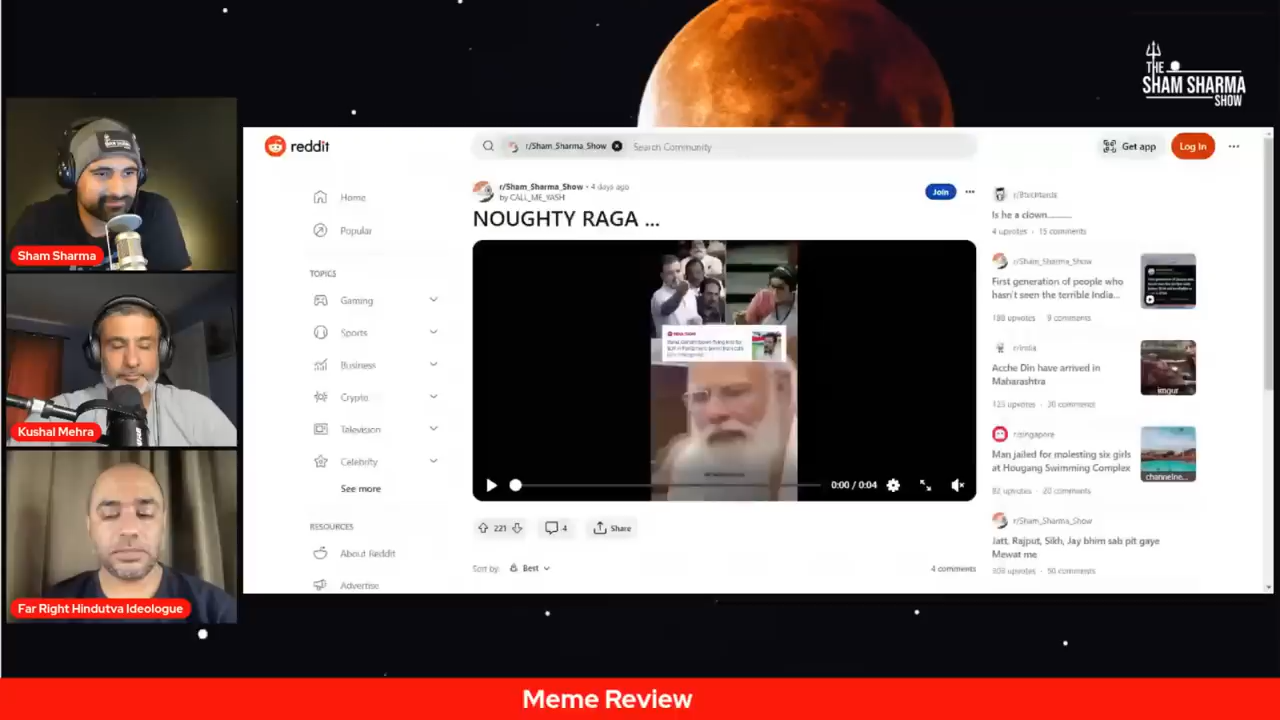 THE
SHAM SHARMA
SHOW
Sham Sharma
Kushal Mehra
Far Right Hindutva Ideologue
reddit
r/Sham_Sharma_Show
Search Community
Get app
Log In
Home
Popular
TOPICS
Gaming
Sports
Business
Crypto
Television
Celebrity
See more
RESOURCES
About Reddit
Advertise
r/Sham_Sharma_Show • 4 days ago
by CALL_ME_YASH
Join
NOUGHTY RAGA ...
0:00 / 0:04
221
4
Share
Sort by:
Best
4 comments
Is he a clown..........
4 upvotes • 15 comments
r/Sham_Sharma_Show
First generation of people who
hasn't seen the terrible India...
188 upvotes • 9 comments
r/india
Acche Din have arrived in
Maharashtra
imgur
r/singapore
Man jailed for molesting six girls
at Hougang Swimming Complex
channelne...
82 upvotes • 20 comments
r/Sham_Sharma_Show
Jatt, Rajput, Sikh, Jay bhim sab pit gaye
Mewat me
Meme Review